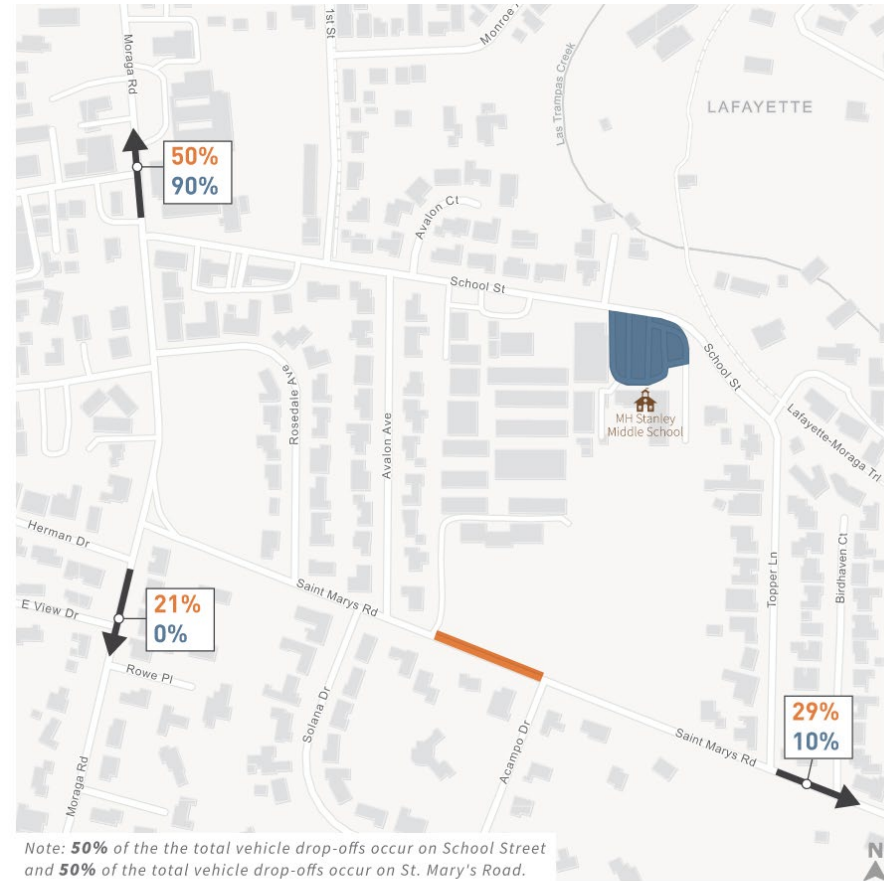 Moraga Rd
1st St
Las Trampas Creek
LAFAYETTE
50%
90%
Avalon Ct
School St
School St
Rosedale Ave
Avalon Ave
MH Stanley
Middle School
Lafayette-Moraga Trl
Herman Dr
Saint Marys Rd
Topper Ln
Birdhaven Ct
E View Dr
21%
0%
Rowe Pl
Solana Dr
Acampo Dr
Saint Marys Rd
29%
10%
Moraga Rd
Note: 50% of the the total vehicle drop-offs occur on School Street
and 50% of the total vehicle drop-offs occur on St. Mary's Road.
N